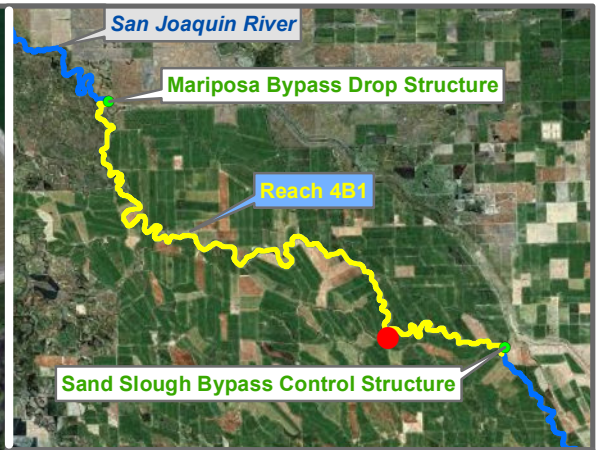 San Joaquin River
Mariposa Bypass Drop Structure
Reach 4B1
Sand Slough Bypass Control Structure